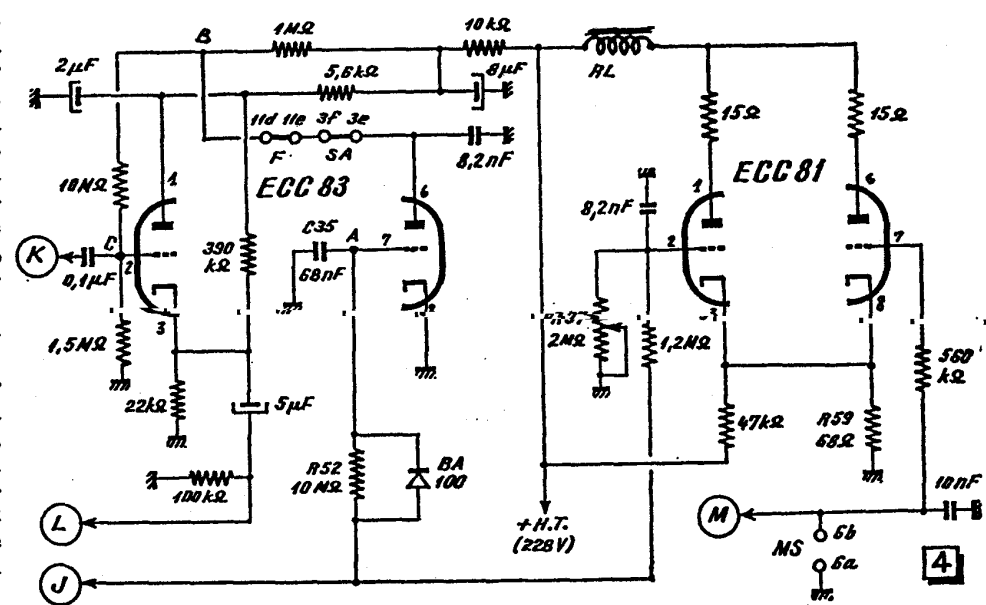 B
1MΩ
10kΩ
2µF
5,6kΩ
8µF
RL
11d 11e 3F 3e
F SA
8,2nF
15Ω
15Ω
10MΩ
1
ECC 83
6
ECC 81
1
6
8,2nF
K
C
2
0,1µF
390
kΩ
C35
68nF
A
7
2
7
3
8
3
1,5MΩ
2MΩ
1,2MΩ
560
kΩ
22kΩ
5µF
47kΩ
R59
68Ω
R52
10MΩ
BA
100
100kΩ
10nF
L
+H.T.
(228V)
M
MS
6b
6a
J
4